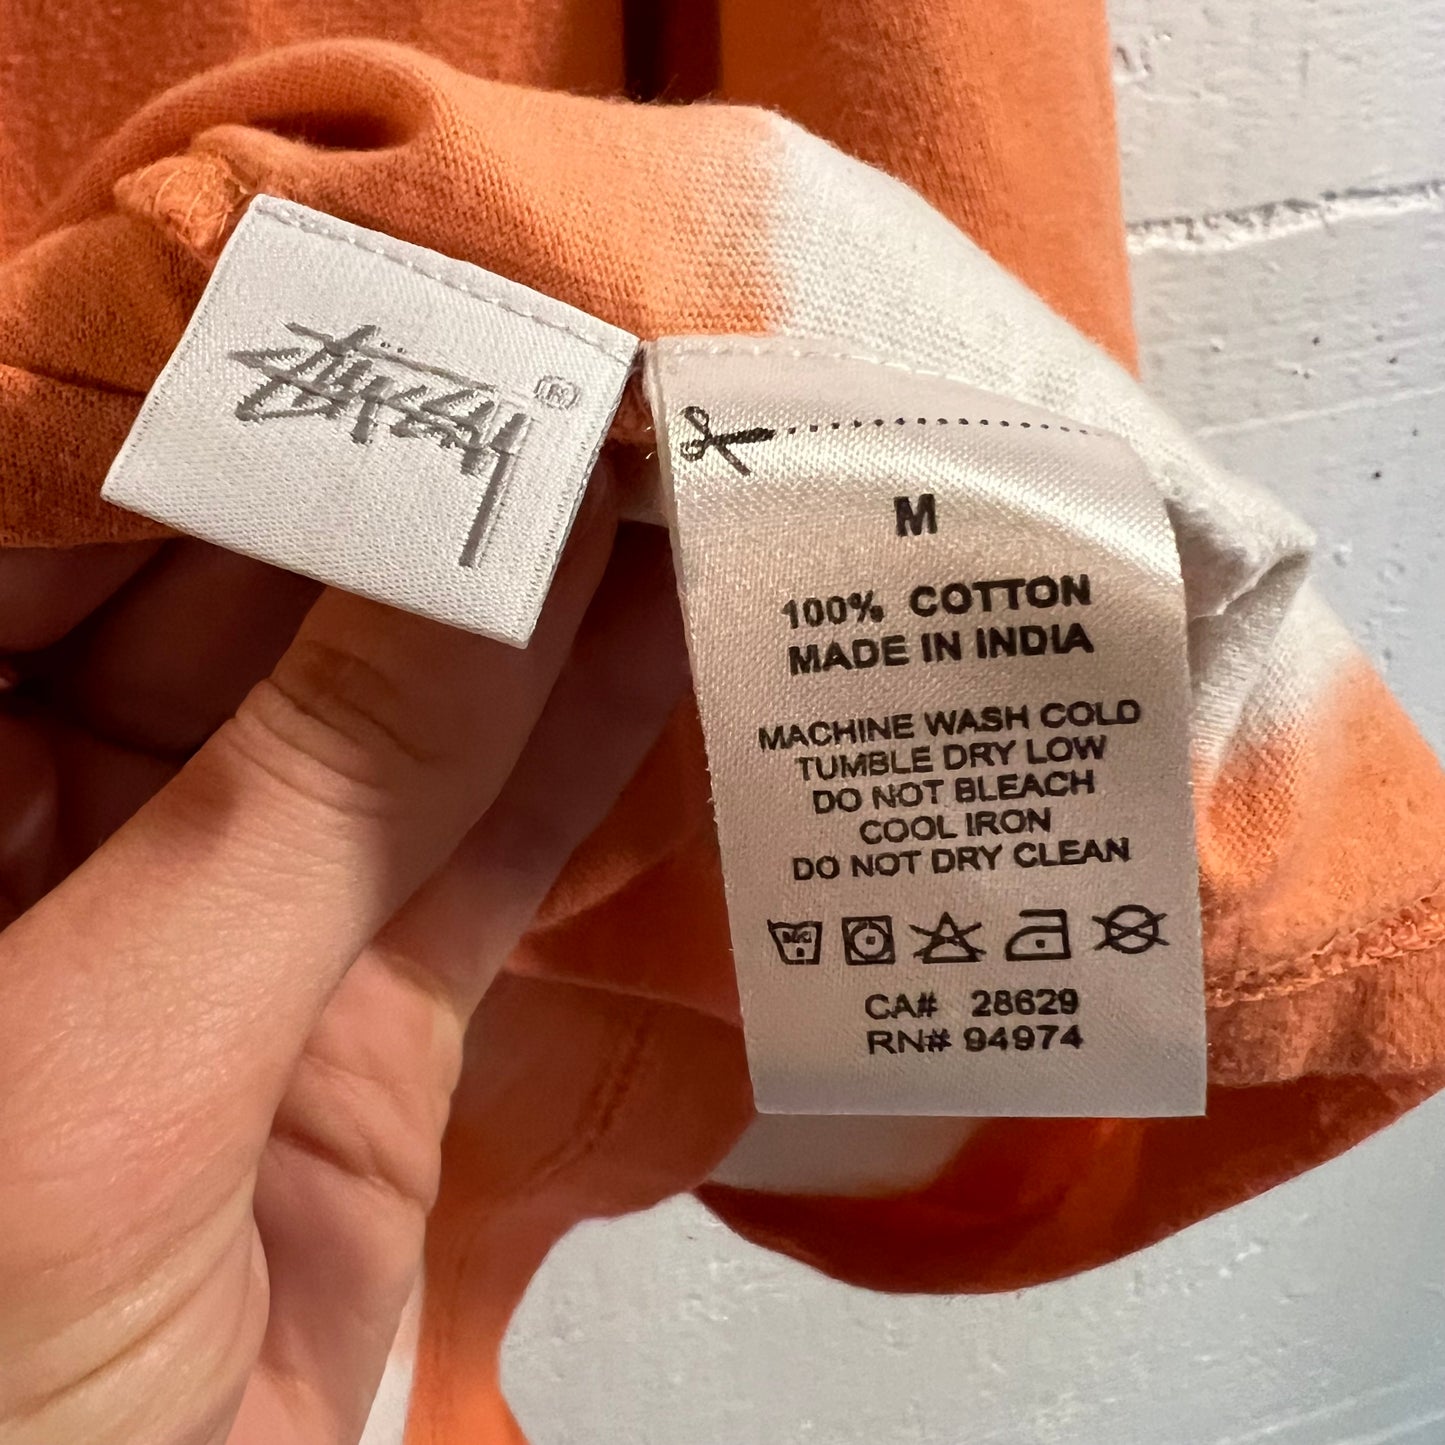 Stüssy ®
M
100% COTTON
MADE IN INDIA
MACHINE WASH COLD
TUMBLE DRY LOW
DO NOT BLEACH
COOL IRON
DO NOT DRY CLEAN
CA# 28629
RN# 94974